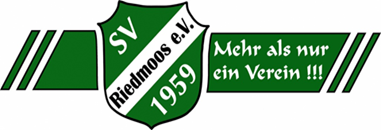 SV
Riedmoos e.V.
1959
Mehr als nur
ein Verein !!!